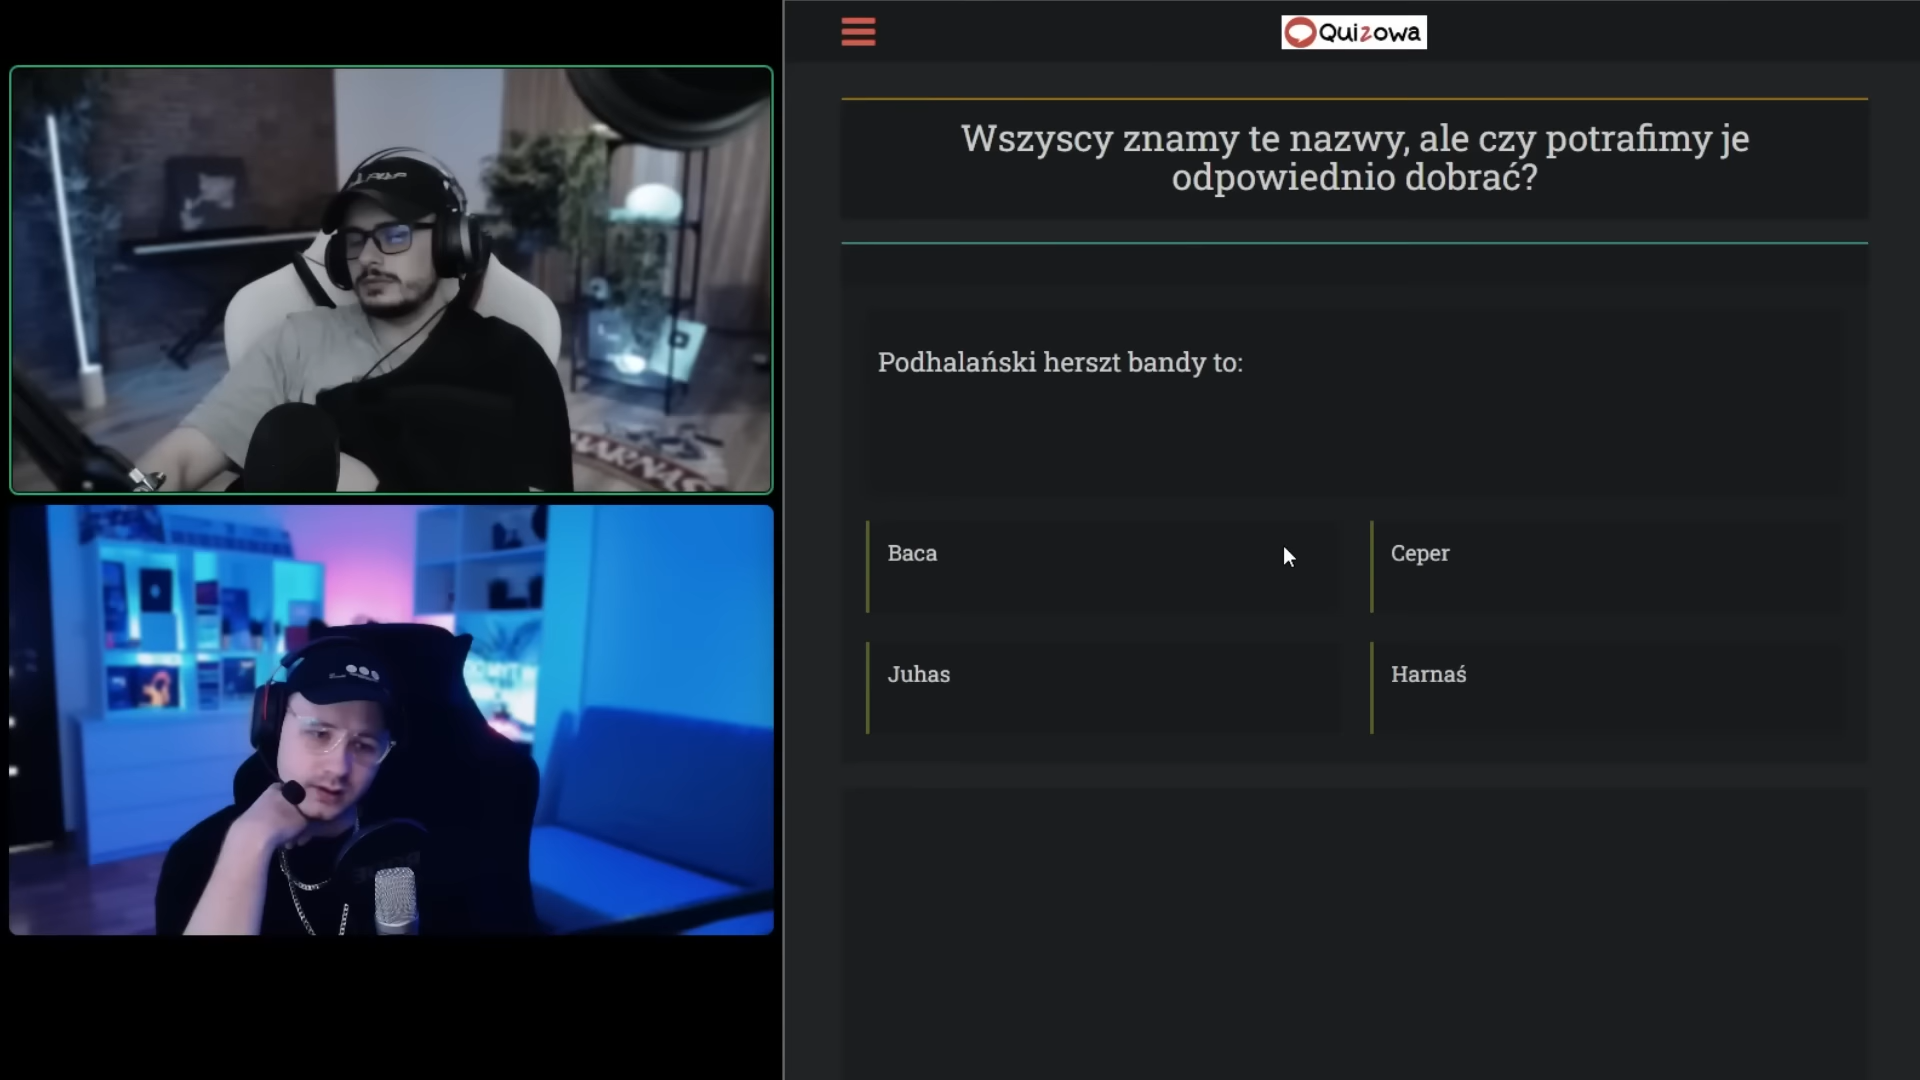 Quizowa
Wszyscy znamy te nazwy, ale czy potrafimy je
odpowiednio dobrać?
Podhalański herszt bandy to:
Baca
Ceper
Juhas
Harnaś
HARNAŚ